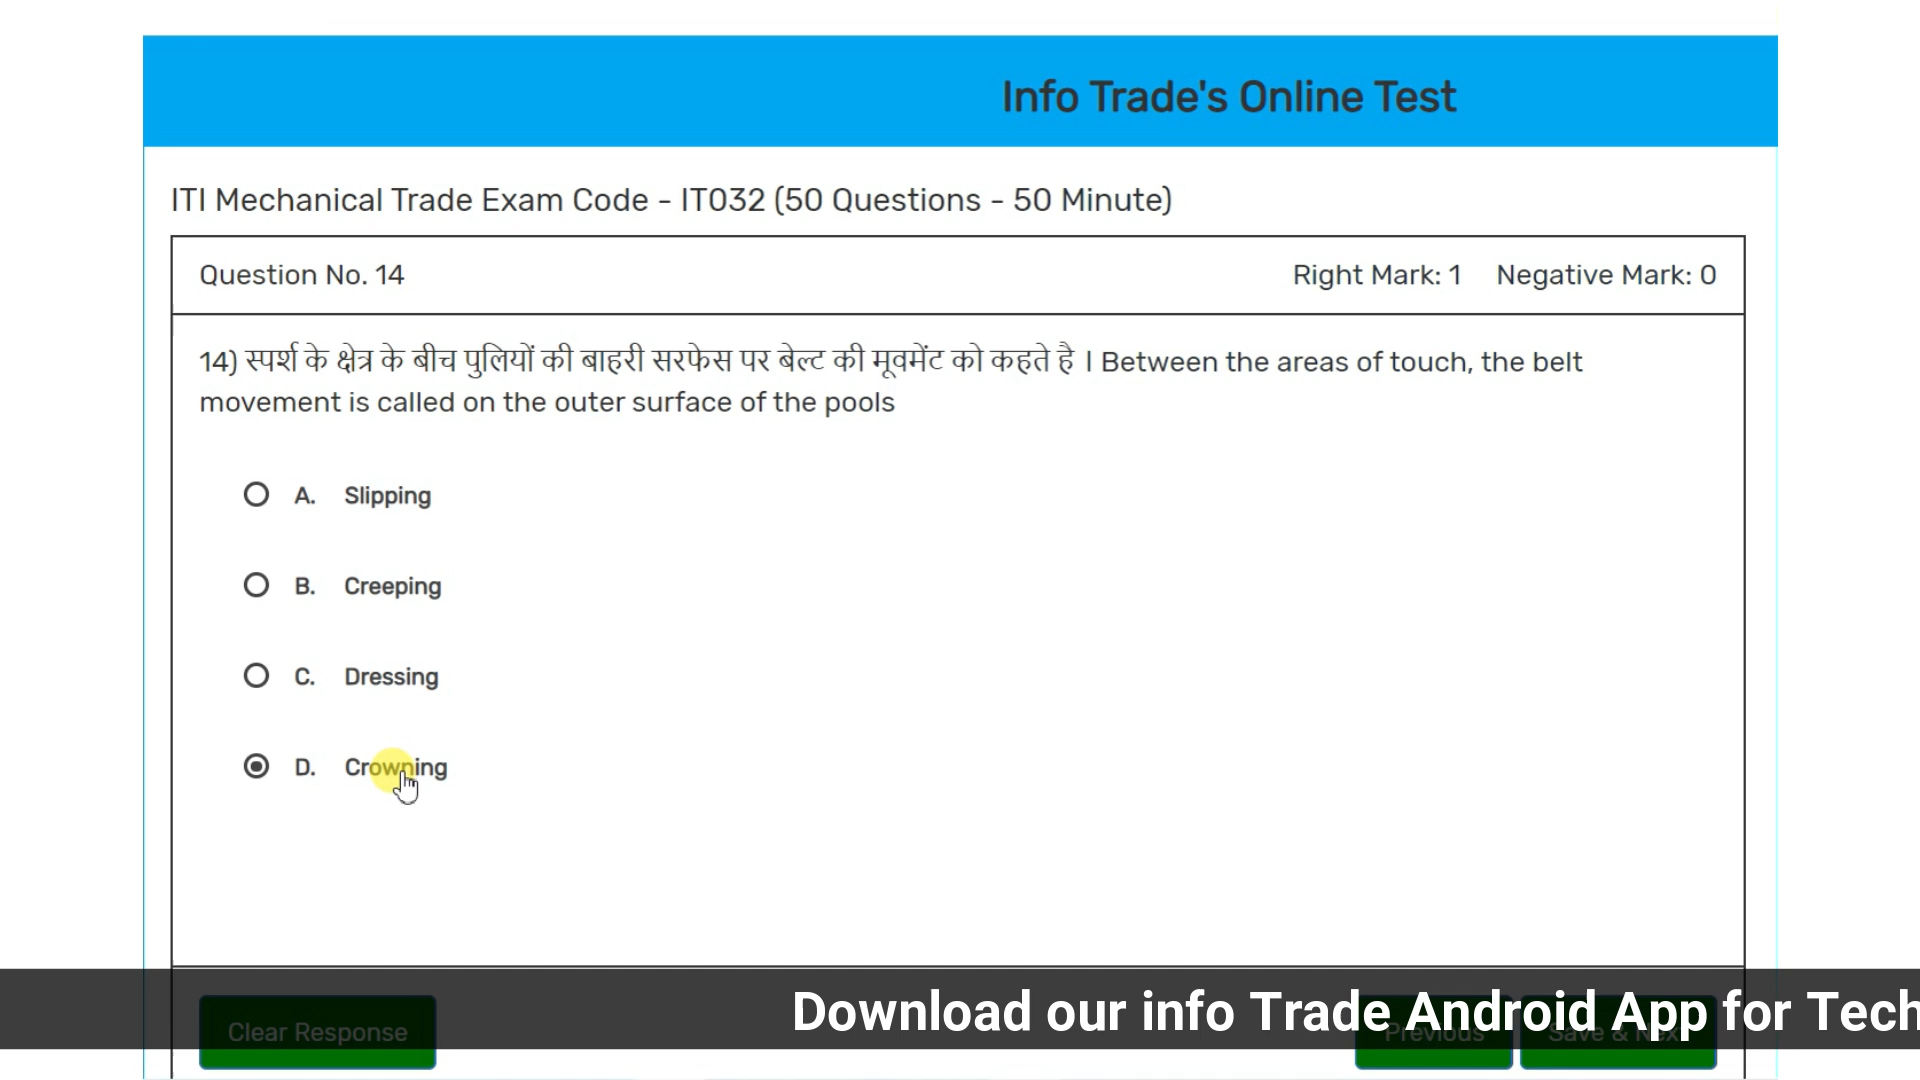 Info Trade's Online Test
ITI Mechanical Trade Exam Code - IT032 (50 Questions - 50 Minute)
Question No. 14
Right Mark: 1 Negative Mark: 0
14) स्पर्श के क्षेत्र के बीच पुलियों की बाहरी सरफेस पर बेल्ट की मूवमेंट को कहते है । Between the areas of touch, the belt
movement is called on the outer surface of the pools
A. Slipping
B. Creeping
C. Dressing
D. Crowning
Download our info Trade Android App for Tech
Clear Response
Previous
Save & Next